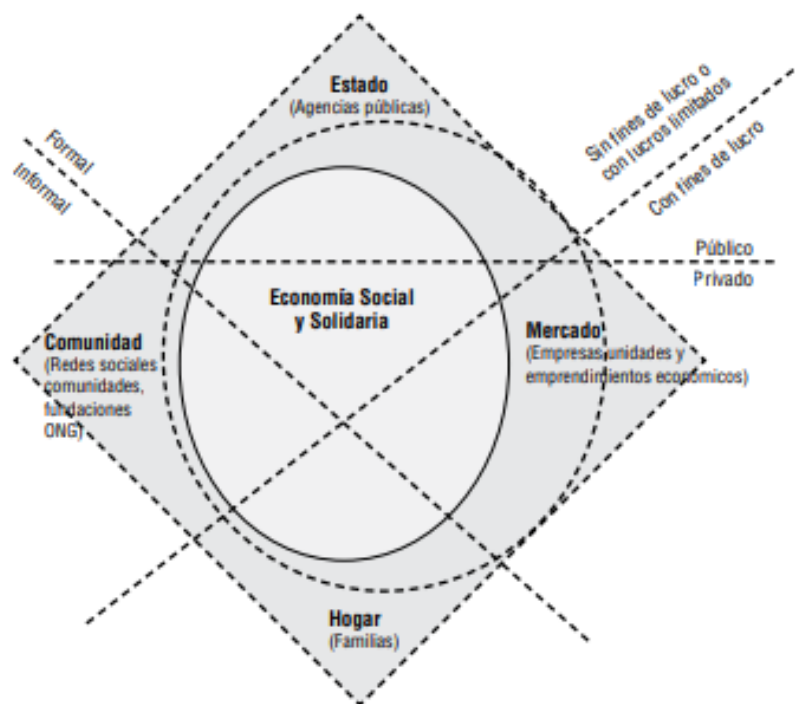 Estado
(Agencias públicas)
Formal
Informal
Sin fines de lucro o
con lucros limitados
Con fines de lucro
Público
Privado
Economía Social
y Solidaria
Comunidad
(Redes sociales
comunidades,
fundaciones
ONG)
Mercado
(Empresas unidades y
emprendimientos económicos)
Hogar
(Familias)